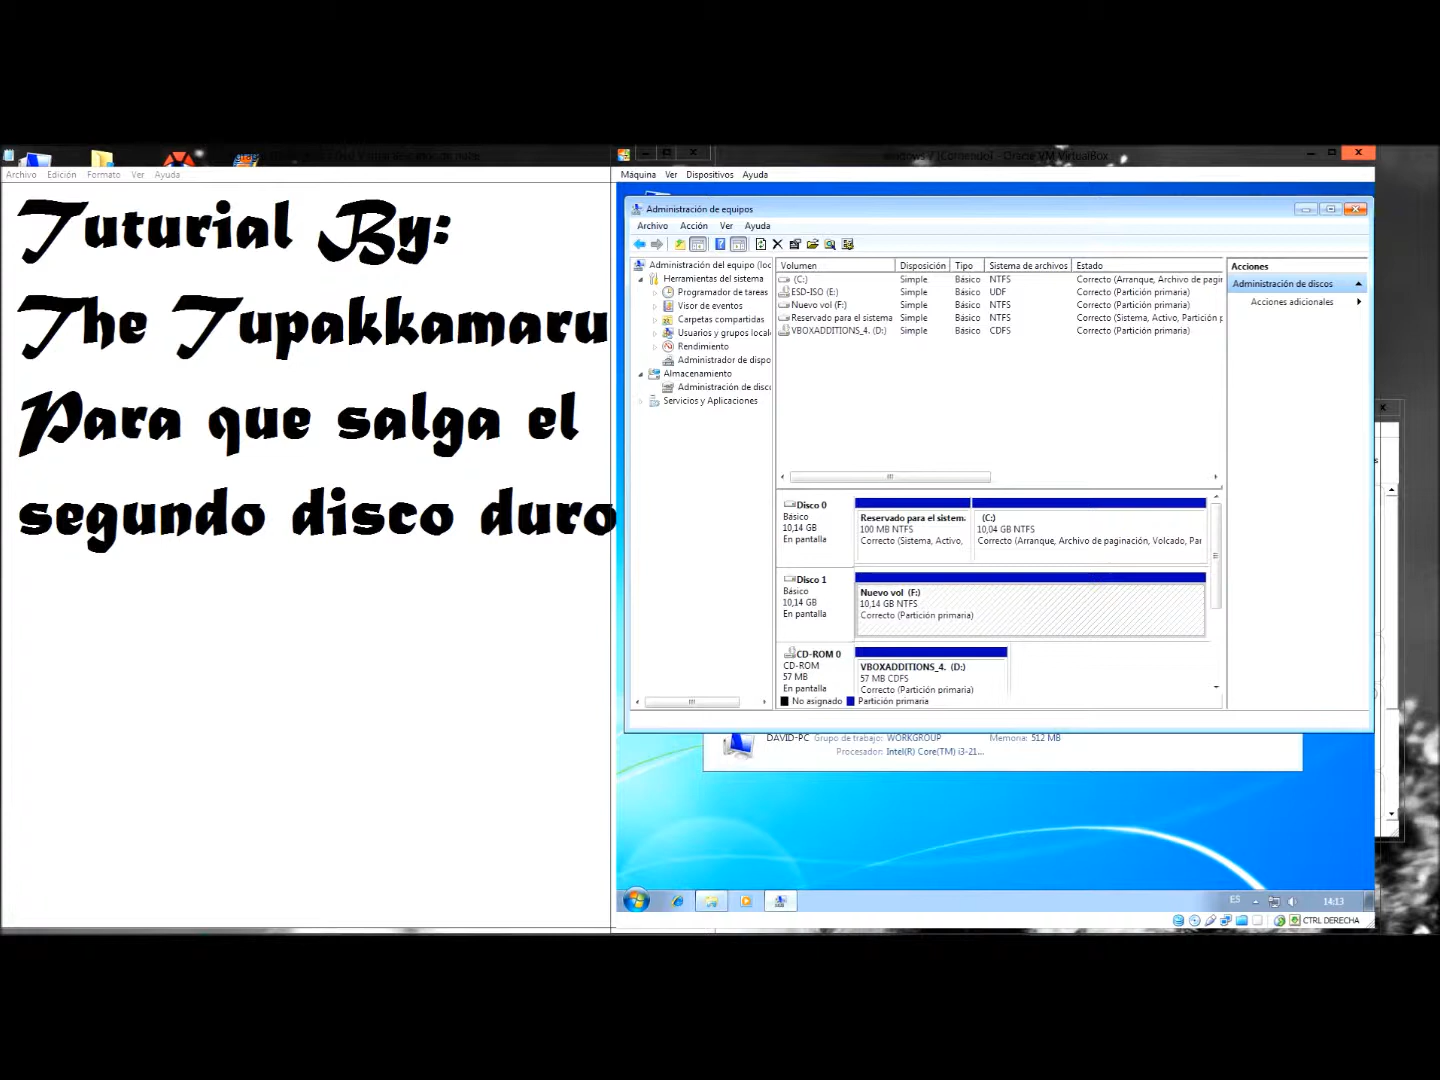 Archivo Edición Formato Ver Ayuda
Tuturial By:
The Tupakkamaru
Para que salga el
segundo disco duro
Oracle VM VirtualBox
Máquina Ver Dispositivos Ayuda
Administración de equipos
Archivo Acción Ver Ayuda
Administración del equipo (loc
Herramientas del sistema
Programador de tareas
Visor de eventos
Carpetas compartidas
Usuarios y grupos local
Rendimiento
Administrador de dispo
Almacenamiento
Administración de disco
Servicios y Aplicaciones
Volumen Disposición Tipo Sistema de archivos Estado
(C:) Simple Básico NTFS Correcto (Arranque, Archivo de pagin
ESD-ISO (E:) Simple Básico UDF Correcto (Partición primaria)
Nuevo vol (F:) Simple Básico NTFS Correcto (Partición primaria)
Reservado para el sistema Simple Básico NTFS Correcto (Sistema, Activo, Partición p
VBOXADDITIONS_4. (D:) Simple Básico CDFS Correcto (Partición primaria)
Acciones
Administración de discos
Acciones adicionales
Disco 0
Básico
10,14 GB
En pantalla
Reservado para el sistem.
100 MB NTFS
Correcto (Sistema, Activo,
(C:)
10,04 GB NTFS
Correcto (Arranque, Archivo de paginación, Volcado, Pa
Disco 1
Básico
10,14 GB
En pantalla
Nuevo vol (F:)
10,14 GB NTFS
Correcto (Partición primaria)
CD-ROM 0
CD-ROM
57 MB
En pantalla
VBOXADDITIONS_4. (D:)
57 MB CDFS
Correcto (Partición primaria)
No asignado Partición primaria
DAVID-PC Grupo de trabajo: WORKGROUP Memoria: 512 MB
Procesador: Intel(R) Core(TM) i3-21...
ES 14:13
CTRL DERECHA